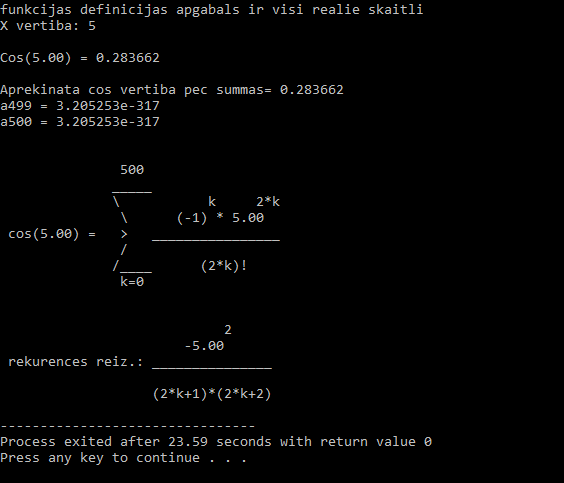 funkcijas definicijas apgabals ir visi realie skaitli
X vertiba: 5
Cos(5.00) = 0.283662
Aprekinata cos vertiba pec summas= 0.283662
a499 = 3.205253e-317
a500 = 3.205253e-317
              500
             _____
             \           k     2*k
              \      (-1) * 5.00
cos(5.00) =   >   ________________
              /
             /____      (2*k)!
              k=0
                           2
                      -5.00
rekurences reiz.: _______________
                  (2*k+1)*(2*k+2)
--------------------------------
Process exited after 23.59 seconds with return value 0
Press any key to continue . . .